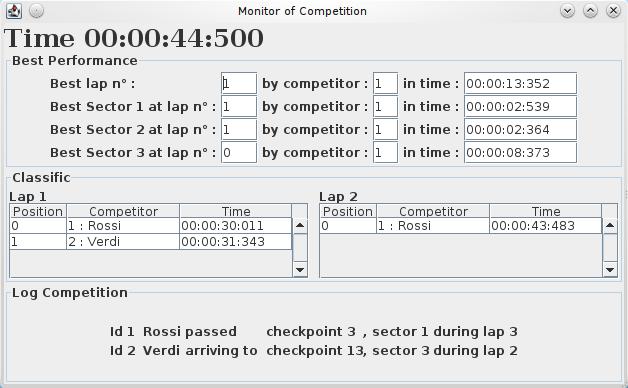 Monitor of Competition
Time 00:00:44:500
Best Performance
Best lap n° : 1 by competitor : 1 in time : 00:00:13:352
Best Sector 1 at lap n° : 1 by competitor : 1 in time : 00:00:02:539
Best Sector 2 at lap n° : 1 by competitor : 1 in time : 00:00:02:364
Best Sector 3 at lap n° : 0 by competitor : 1 in time : 00:00:08:373
Classific
Lap 1
Position Competitor Time
0 1 : Rossi 00:00:30:011
1 2 : Verdi 00:00:31:343
Lap 2
Position Competitor Time
0 1 : Rossi 00:00:43:483
Log Competition
Id 1 Rossi passed checkpoint 3 , sector 1 during lap 3
Id 2 Verdi arriving to checkpoint 13, sector 3 during lap 2